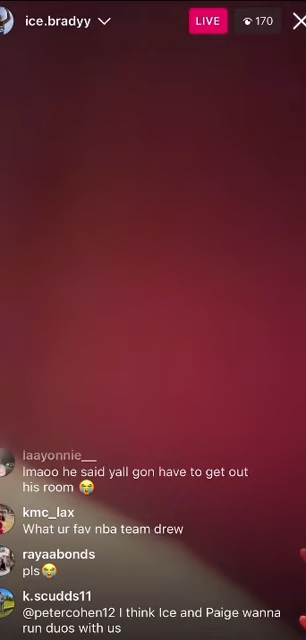 ice.bradyy
LIVE
170
laayonnie__
lmaoo he said yall gon have to get out
his room 😭
kmc_lax
What ur fav nba team drew
rayaabonds
pls😭
k.scudds11
@petercohen12 I think Ice and Paige wanna
run duos with us